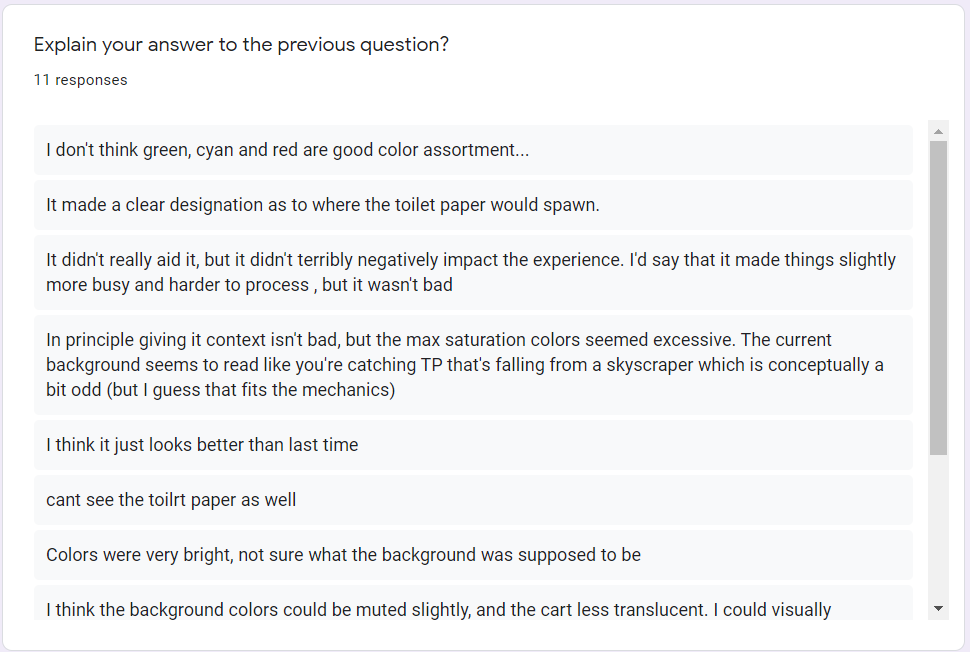 Explain your answer to the previous question?
11 responses
I don't think green, cyan and red are good color assortment...
It made a clear designation as to where the toilet paper would spawn.
It didn't really aid it, but it didn't terribly negatively impact the experience. I'd say that it made things slightly
more busy and harder to process , but it wasn't bad
In principle giving it context isn't bad, but the max saturation colors seemed excessive. The current
background seems to read like you're catching TP that's falling from a skyscraper which is conceptually a
bit odd (but I guess that fits the mechanics)
I think it just looks better than last time
cant see the toilrt paper as well
Colors were very bright, not sure what the background was supposed to be
I think the background colors could be muted slightly, and the cart less translucent. I could visually